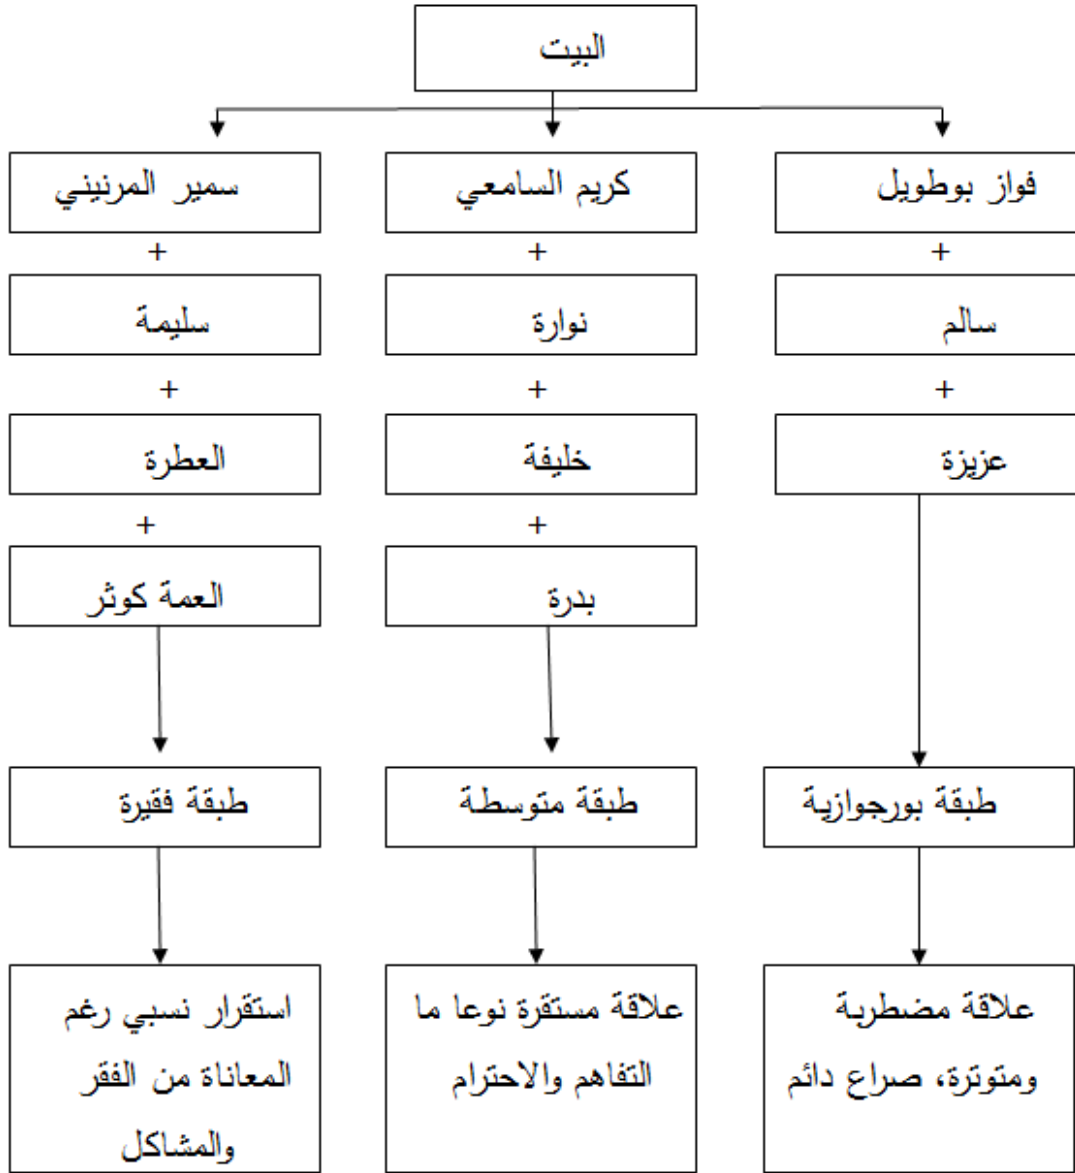 البيت
فواز بوطويل
كريم السامعي
سمير المرنيني
+
+
+
سالم
نوارة
سليمة
+
+
+
عزيزة
خليفة
العطرة
+
+
بدرة
العمة كوثر
طبقة بورجوازية
طبقة متوسطة
طبقة فقيرة
علاقة مضطربة
ومتوترة، صراع دائم
علاقة مستقرة نوعا ما
التفاهم والاحترام
استقرار نسبي رغم
المعاناة من الفقر
والمشاكل